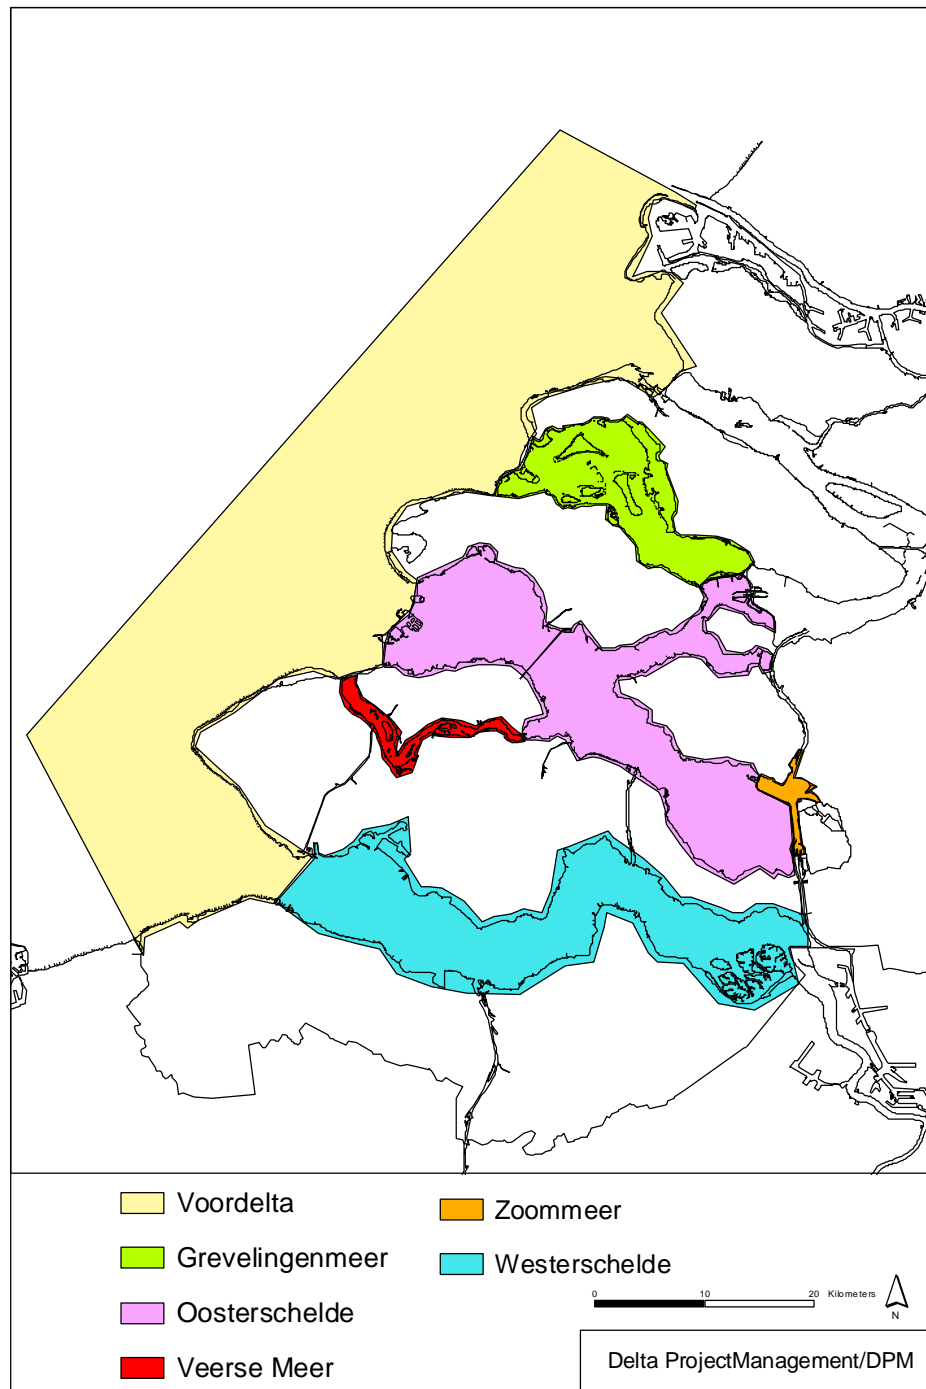 Voordelta
Zoommeer
Grevelingenmeer
Westerschelde
Oosterschelde
0 10 20 Kilometers
N
Veerse Meer
Delta ProjectManagement/DPM